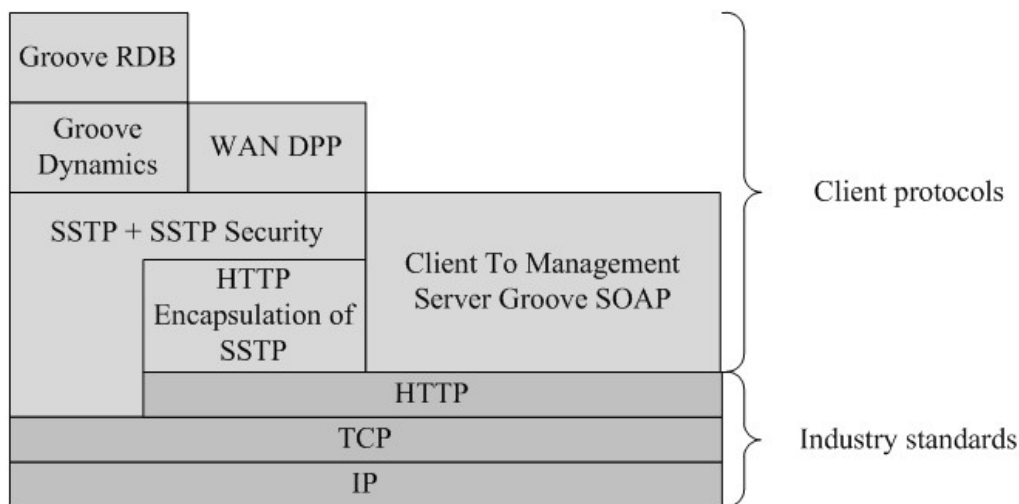 Groove RDB
Groove
Dynamics
WAN DPP
SSTP + SSTP Security
HTTP
Encapsulation of
SSTP
Client To Management
Server Groove SOAP
Client protocols
HTTP
TCP
IP
Industry standards